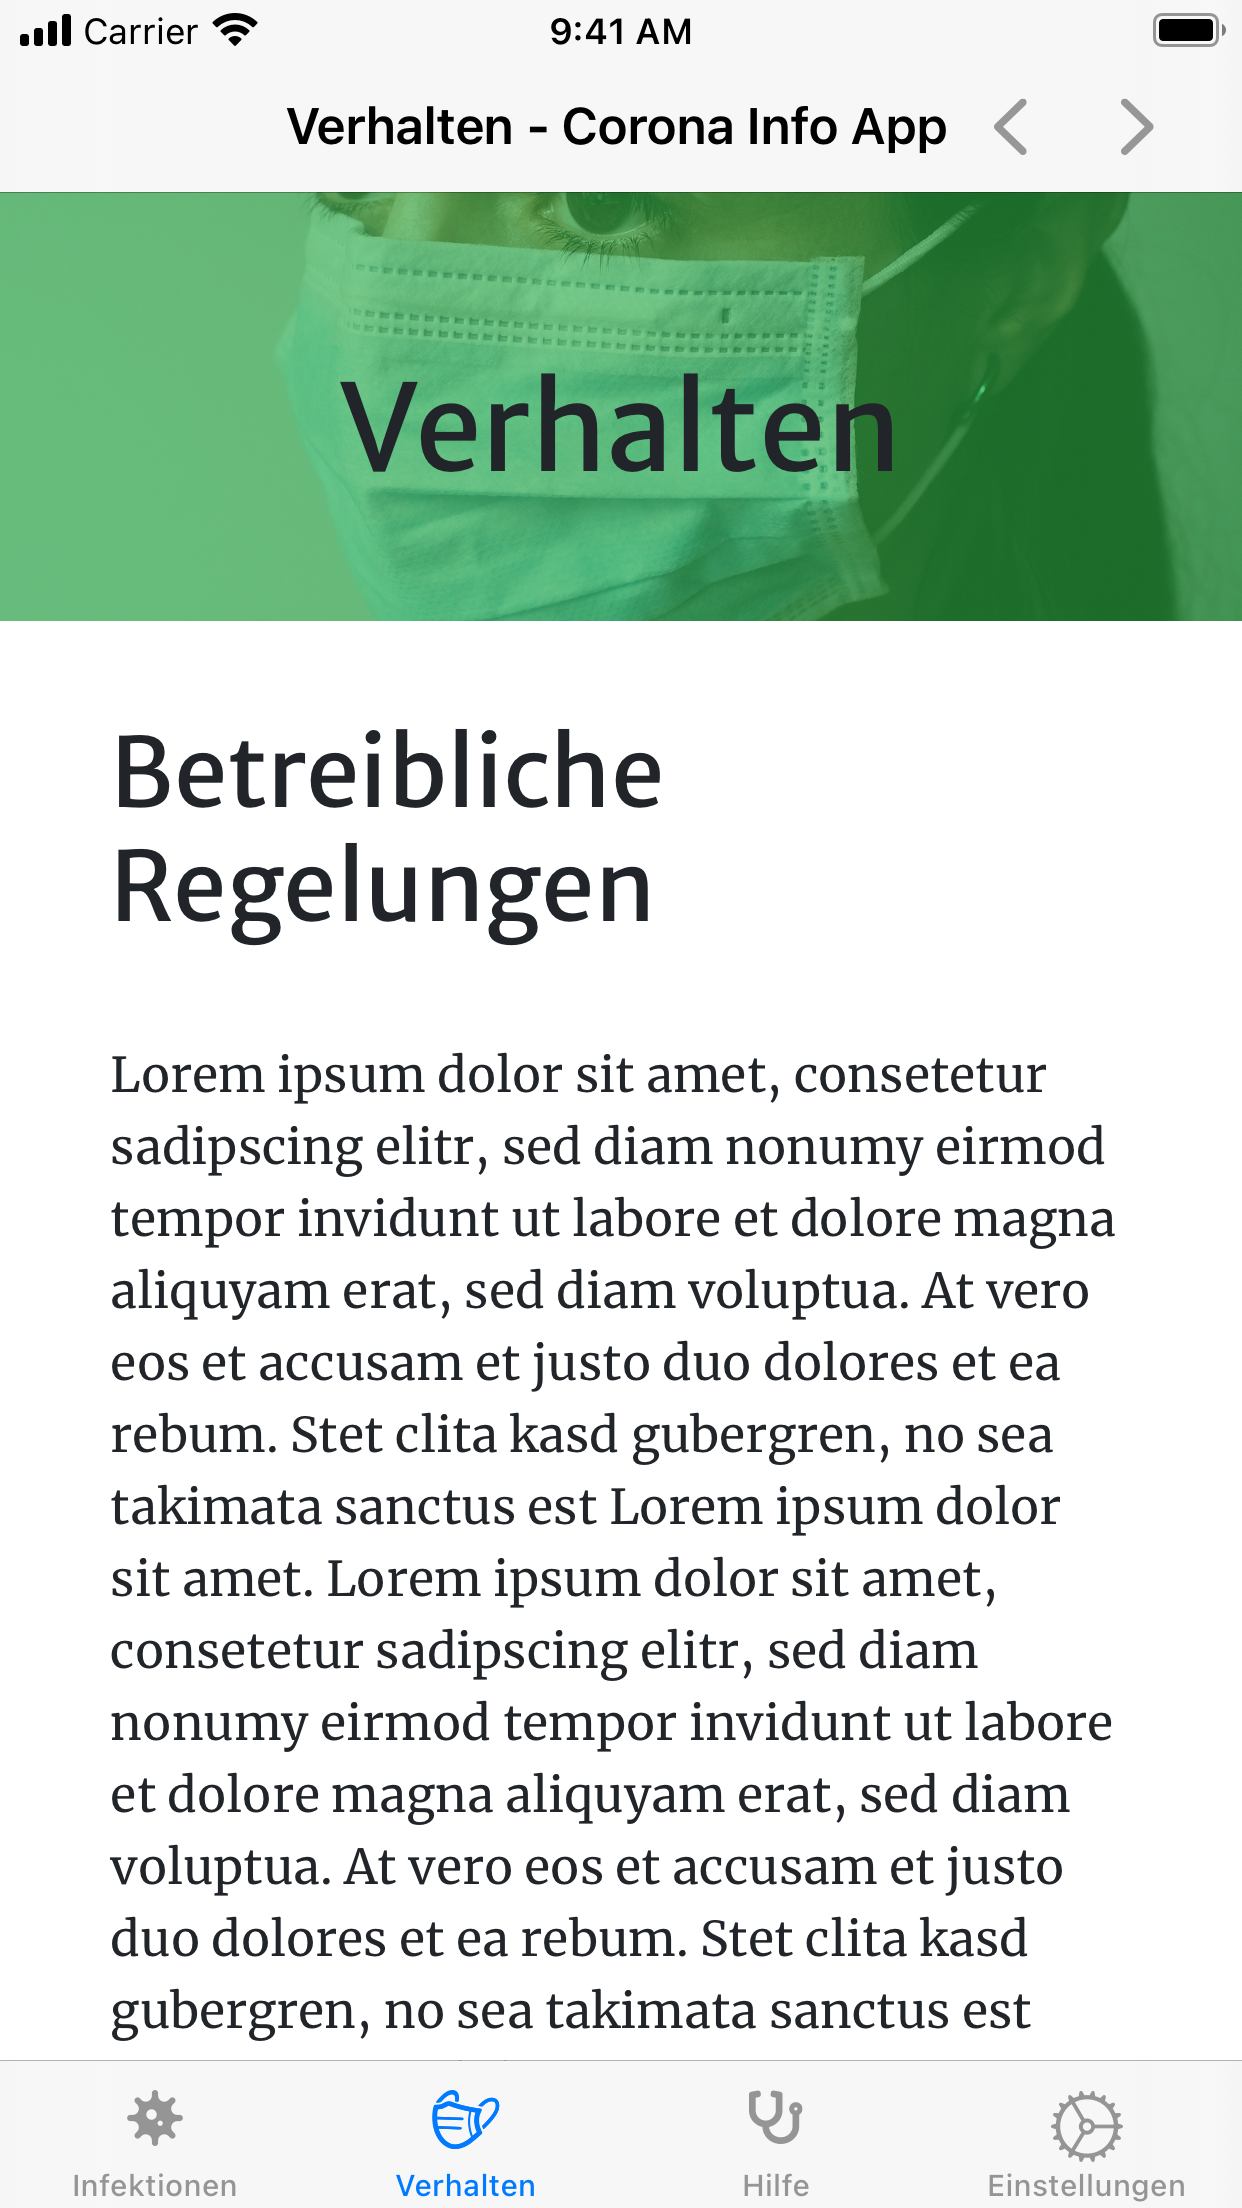 Carrier
9:41 AM
Verhalten - Corona Info App
Verhalten
Betreibliche
Regelungen
Lorem ipsum dolor sit amet, consetetur
sadipscing elitr, sed diam nonumy eirmod
tempor invidunt ut labore et dolore magna
aliquyam erat, sed diam voluptua. At vero
eos et accusam et justo duo dolores et ea
rebum. Stet clita kasd gubergren, no sea
takimata sanctus est Lorem ipsum dolor
sit amet. Lorem ipsum dolor sit amet,
consetetur sadipscing elitr, sed diam
nonumy eirmod tempor invidunt ut labore
et dolore magna aliquyam erat, sed diam
voluptua. At vero eos et accusam et justo
duo dolores et ea rebum. Stet clita kasd
gubergren, no sea takimata sanctus est
Infektionen
Verhalten
Hilfe
Einstellungen